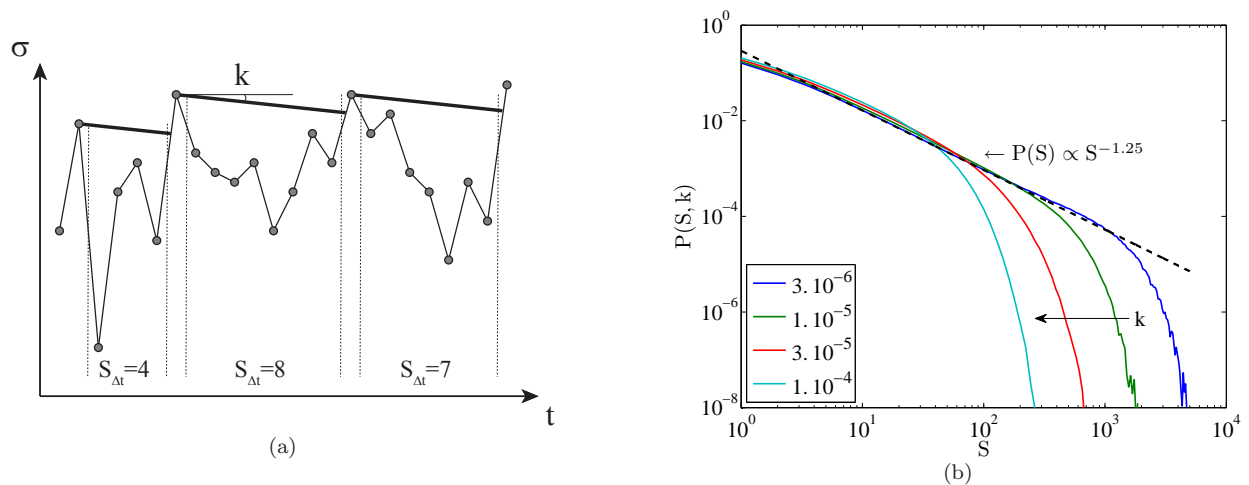 σ
k
S_Δt=4
S_Δt=8
S_Δt=7
t
(a)
10^0
10^-2
10^-4
10^-6
10^-8
P(S, k)
← P(S) ∝ S^-1.25
3.10^-6
1.10^-5
3.10^-5
1.10^-4
k
10^0
10^1
10^2
10^3
10^4
S
(b)